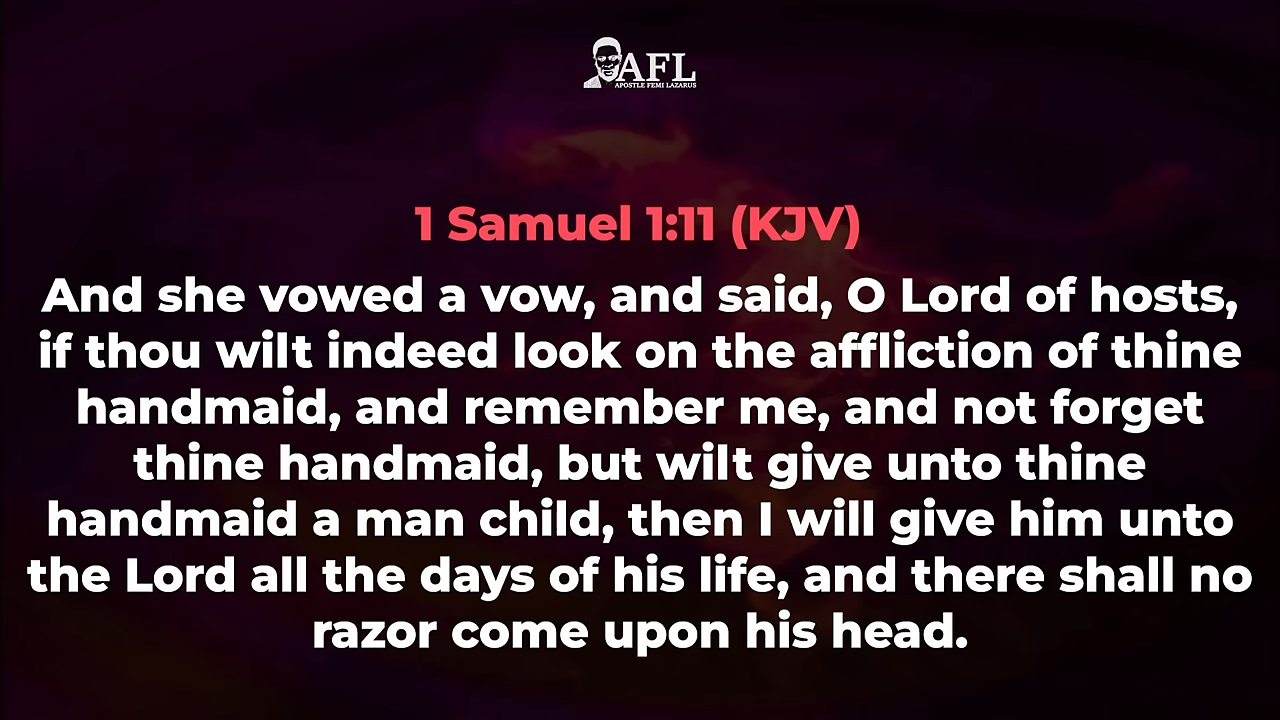 AFL
APOSTLE FEMI LAZARUS
1 Samuel 1:11 (KJV)
And she vowed a vow, and said, O Lord of hosts,
if thou wilt indeed look on the affliction of thine
handmaid, and remember me, and not forget
thine handmaid, but wilt give unto thine
handmaid a man child, then I will give him unto
the Lord all the days of his life, and there shall no
razor come upon his head.